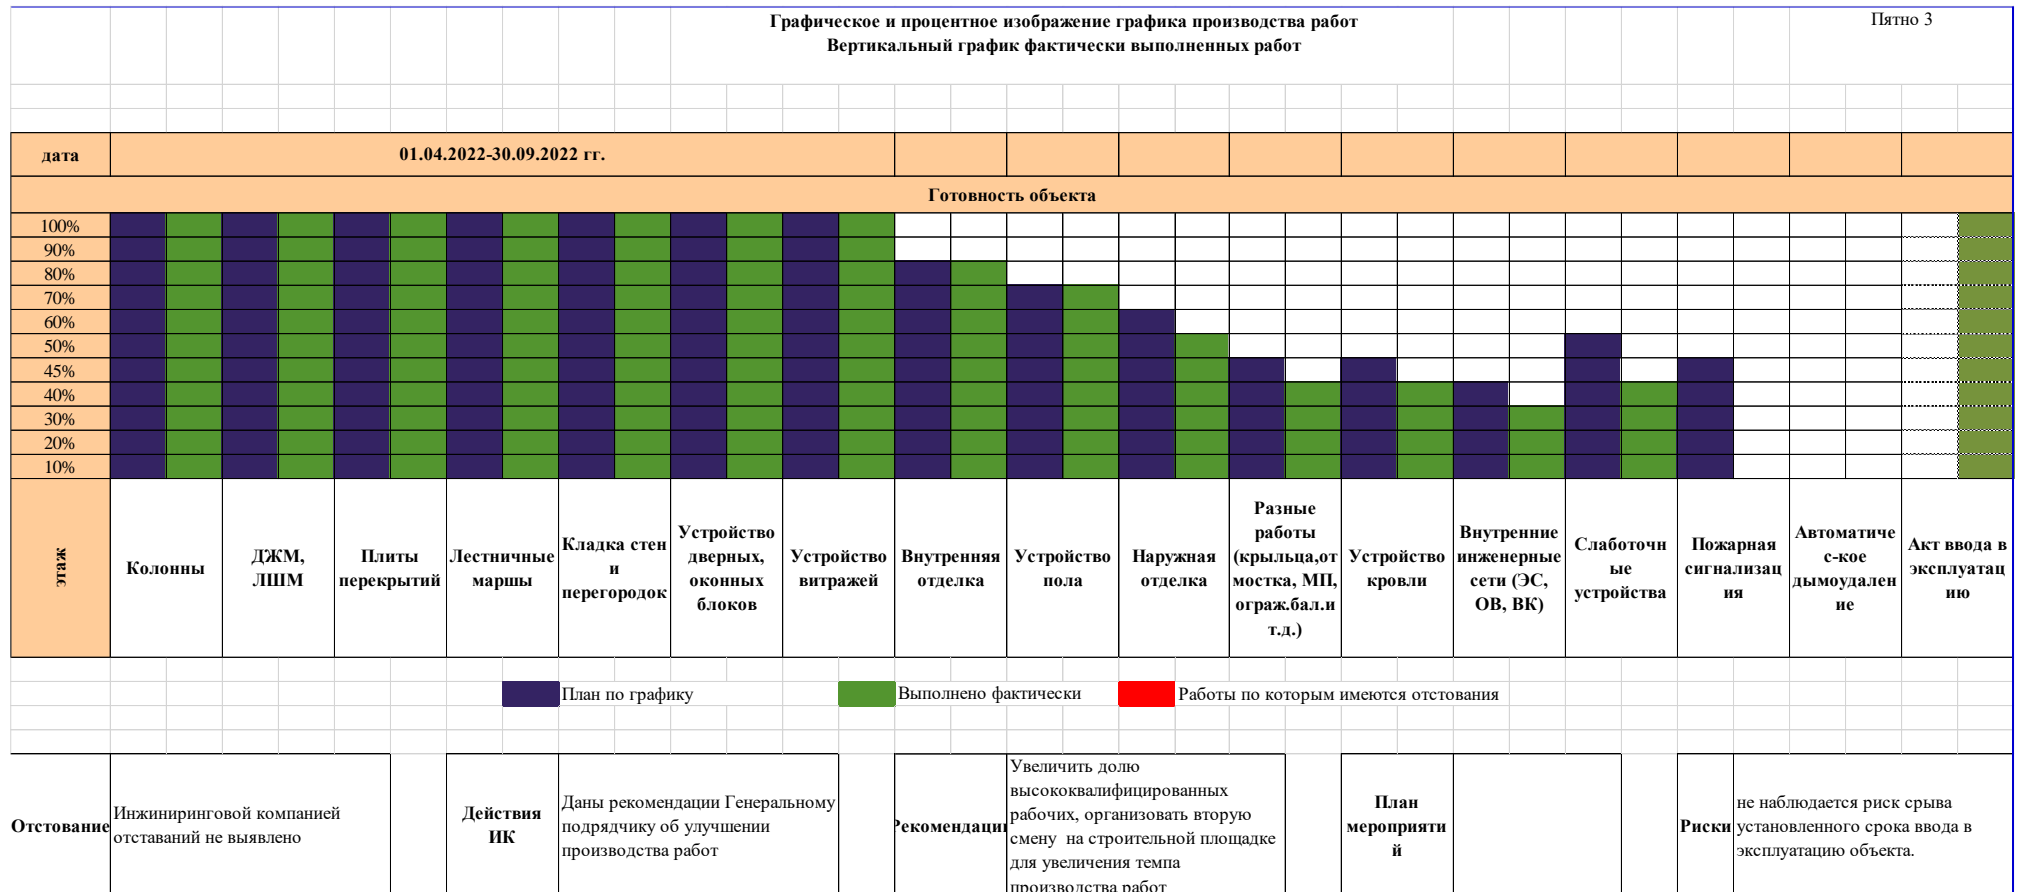 Графическое и процентное изображение графика производства работ
Пятно 3
Вертикальный график фактически выполненных работ
дата
01.04.2022-30.09.2022 гг.
Готовность объекта
100%
90%
80%
70%
60%
50%
45%
40%
30%
20%
10%
этаж
Колонны
ДЖМ,
ЛШМ
Плиты
перекрытий
Лестничные
марши
Кладка стен
и
перегородок
Устройство
дверных,
оконных
блоков
Устройство
витражей
Внутренняя
отделка
Устройство
пола
Наружная
отделка
Разные
работы
(крыльца,от
мостка, МП,
ограж.бал.и
т.д.)
Устройство
кровли
Внутренние
инженерные
сети (ЭС,
ОВ, ВК)
Слаботочн
ые
устройства
Пожарная
сигнализац
ия
Автоматиче
с-кое
дымоудален
ие
Акт ввода в
эксплуатац
ию
План по графику
Выполнено фактически
Работы по которым имеются отстования
Отстование
Инжиниринговой компанией
отставаний не выявлено
Действия
ИК
Даны рекомендации Генеральному
подрядчику об улучшении
производства работ
Рекомендации
Увеличить долю
высококвалифицированных
рабочих, организовать вторую
смену на строительной площадке
для увеличения темпа
производства работ
План
мероприяти
й
Риски
не наблюдается риск срыва
установленного срока ввода в
эксплуатацию объекта.